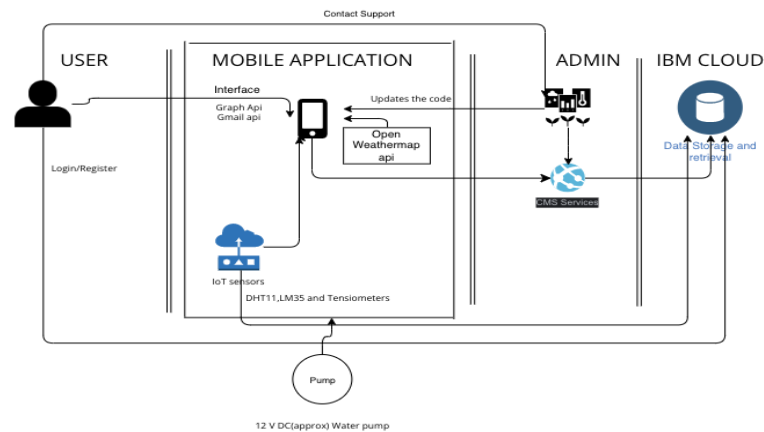 Contact Support
USER
MOBILE APPLICATION
ADMIN
IBM CLOUD
Interface
Graph Api
Gmail api
Updates the code
Open
Weathermap
api
Data Storage and
retrieval
Login/Register
CMS Services
IoT sensors
DHT11,LM35 and Tensiometers
Pump
12 V DC(approx) Water pump